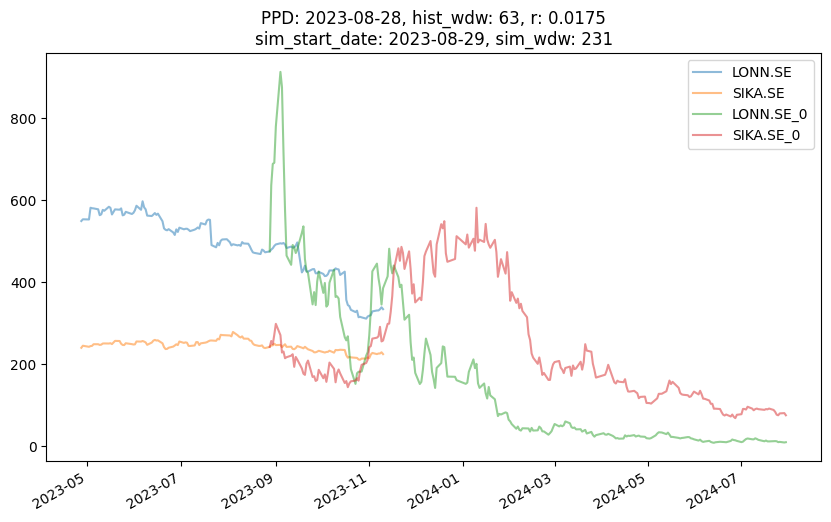 PPD: 2023-08-28, hist_wdw: 63, r: 0.0175
sim_start_date: 2023-08-29, sim_wdw: 231
LONN.SE
SIKA.SE
LONN.SE_0
SIKA.SE_0
800
600
400
200
0
2023-05
2023-07
2023-09
2023-11
2024-01
2024-03
2024-05
2024-07